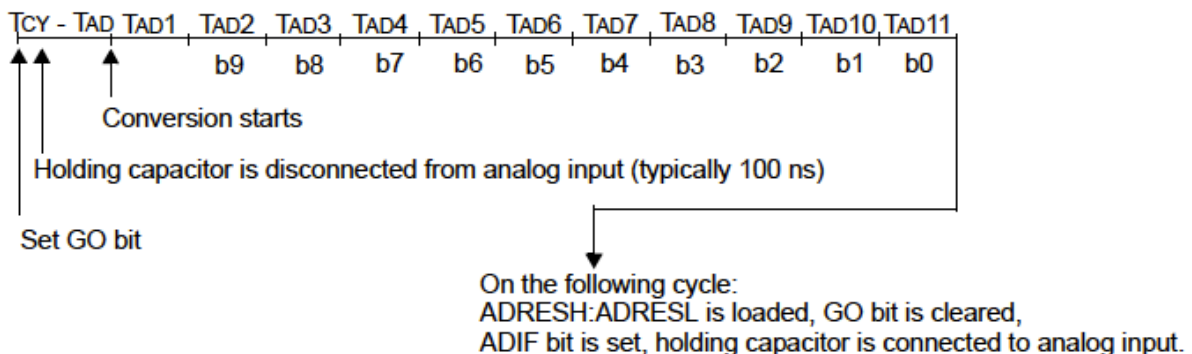 TCY - TAD TAD1 TAD2 TAD3 TAD4 TAD5 TAD6 TAD7 TAD8 TAD9 TAD10 TAD11
b9 b8 b7 b6 b5 b4 b3 b2 b1 b0
Conversion starts
Holding capacitor is disconnected from analog input (typically 100 ns)
Set GO bit
On the following cycle:
ADRESH:ADRESL is loaded, GO bit is cleared,
ADIF bit is set, holding capacitor is connected to analog input.